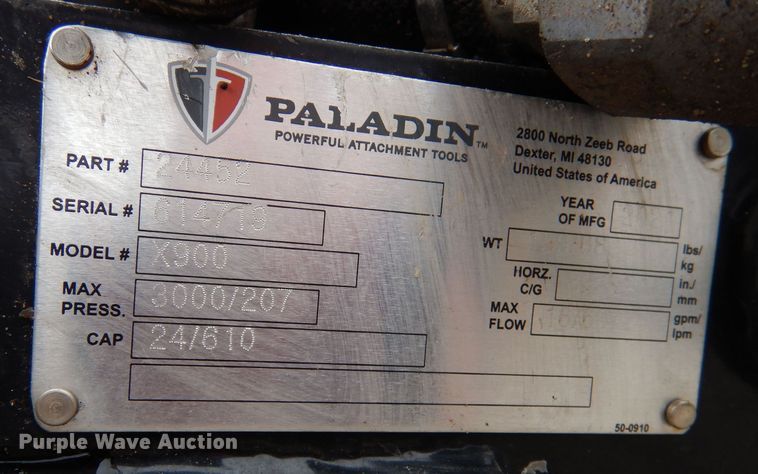 PALADIN™
POWERFUL ATTACHMENT TOOLS
2800 North Zeeb Road
Dexter, MI 48130
United States of America
PART # 24452
SERIAL # 614719
MODEL # X900
MAX PRESS. 3000/207
CAP 24/610
YEAR OF MFG
WT lbs/ kg
HORZ. C/G in./ mm
MAX FLOW gpm/ lpm
50-0910
Purple Wave Auction